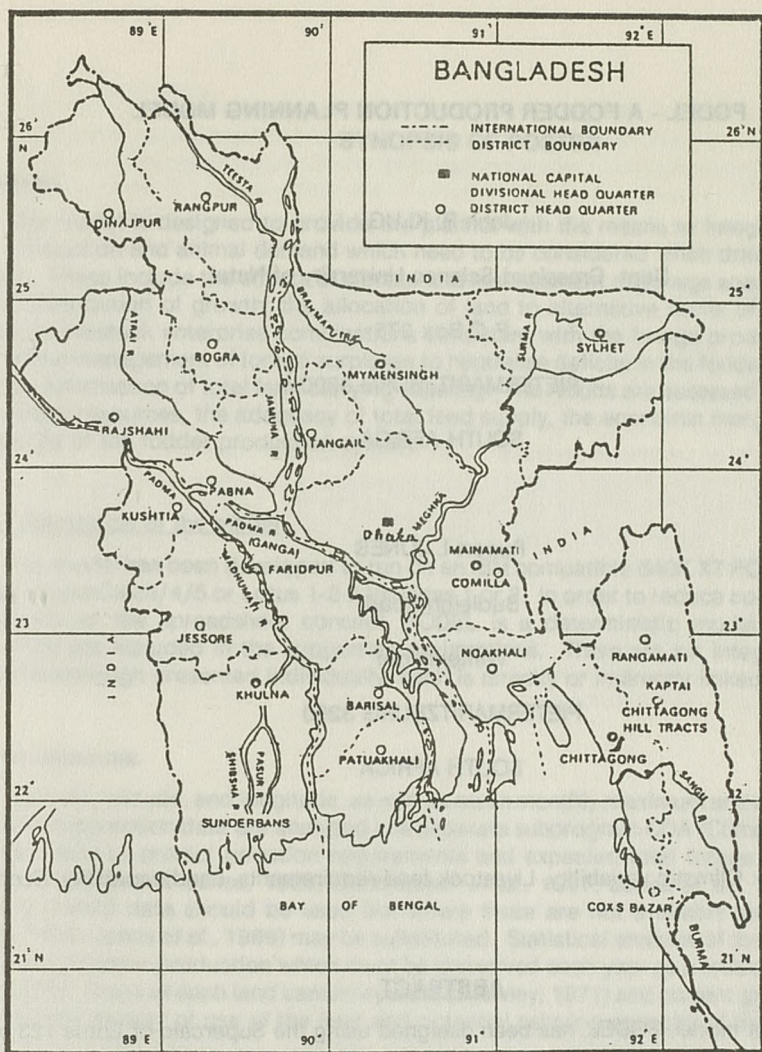 89 E 90 91 92 E
BANGLADESH
INTERNATIONAL BOUNDARY
DISTRICT BOUNDARY
NATIONAL CAPITAL
DIVISIONAL HEAD QUARTER
DISTRICT HEAD QUARTER
26
N
26 N
TEESTA R
RANGPUR
DINAJPUR
INDIA
25
25
BRAHMAPUTRA
ATRAI R
SURMA
SYLHET
BOGRA
MYMENSINGH
JAMUNA R
RAJSHAHI
TANGAIL
24
24
PADMA
PABNA
KUSHTIA
PADMA R
(GANGA)
Dhaka
MEGHNA
INDIA
MAINAMATI
COMILLA
FARIDPUR
MADHUMATI R
23
23
JESSORE
INDIA
NOAKHALI
RANGAMATI
KHULNA
BARISAL
KAPTAI
CHITTAGONG
HILL TRACTS
PATUAKHALI
CHITTAGONG
SHIBSHA
PASUR R
SANGU R
22
22
SUNDERBANS
BAY OF BENGAL
COXS BAZAR
BURMA
21 N
21 N
89 E 90 91 92 E